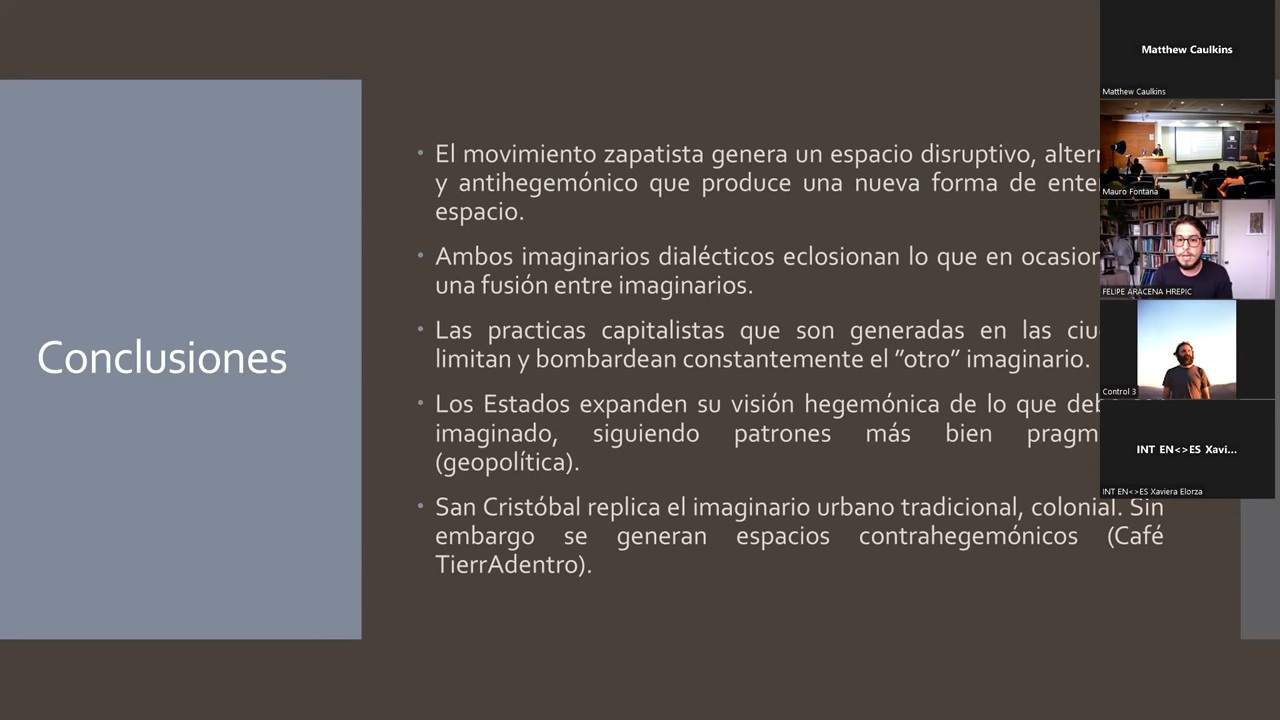 Conclusiones
El movimiento zapatista genera un espacio disruptivo,
y antihegemónico que produce una nueva forma de
espacio.
Ambos imaginarios dialécticos eclosionan lo que en
una fusión entre imaginarios.
Las practicas capitalistas que son generadas en las
limitan y bombardean constantemente el ”otro” imaginario.
Los Estados expanden su visión hegemónica de lo que
imaginado, siguiendo patrones más bien
(geopolítica).
San Cristóbal replica el imaginario urbano tradicional, colonial. Sin
embargo se generan espacios contrahegemónicos (Café
TierrAdentro).
Matthew Caulkins
Matthew Caulkins
Mauro Fontana
FELIPE ARACENA HREPIC
Control 3
INT EN<>ES Xavi...
INT EN<>ES Xaviera Elorza